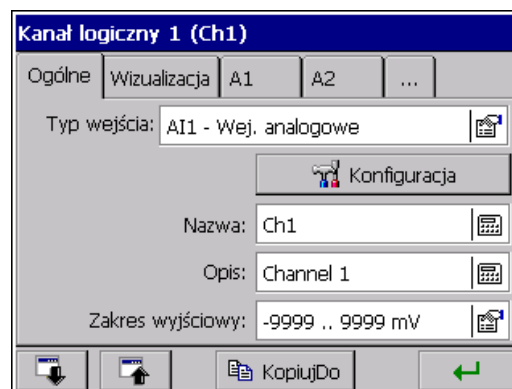 Kanał logiczny 1 (Ch1)
Ogólne Wizualizacja A1 A2 ...
Typ wejścia: AI1 - Wej. analogowe
Konfiguracja
Nazwa: Ch1
Opis: Channel 1
Zakres wyjściowy: -9999 .. 9999 mV
KopiujDo